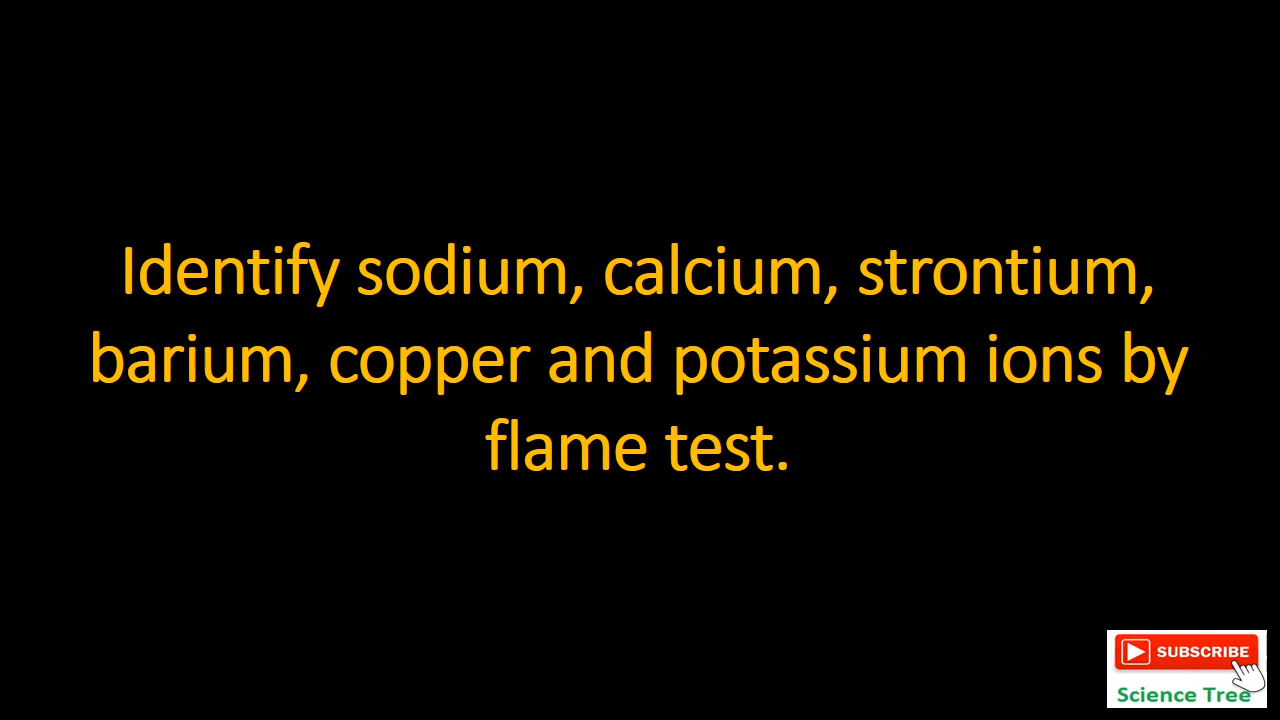 Identify sodium, calcium, strontium,
barium, copper and potassium ions by
flame test.
SUBSCRIBE
Science Tree